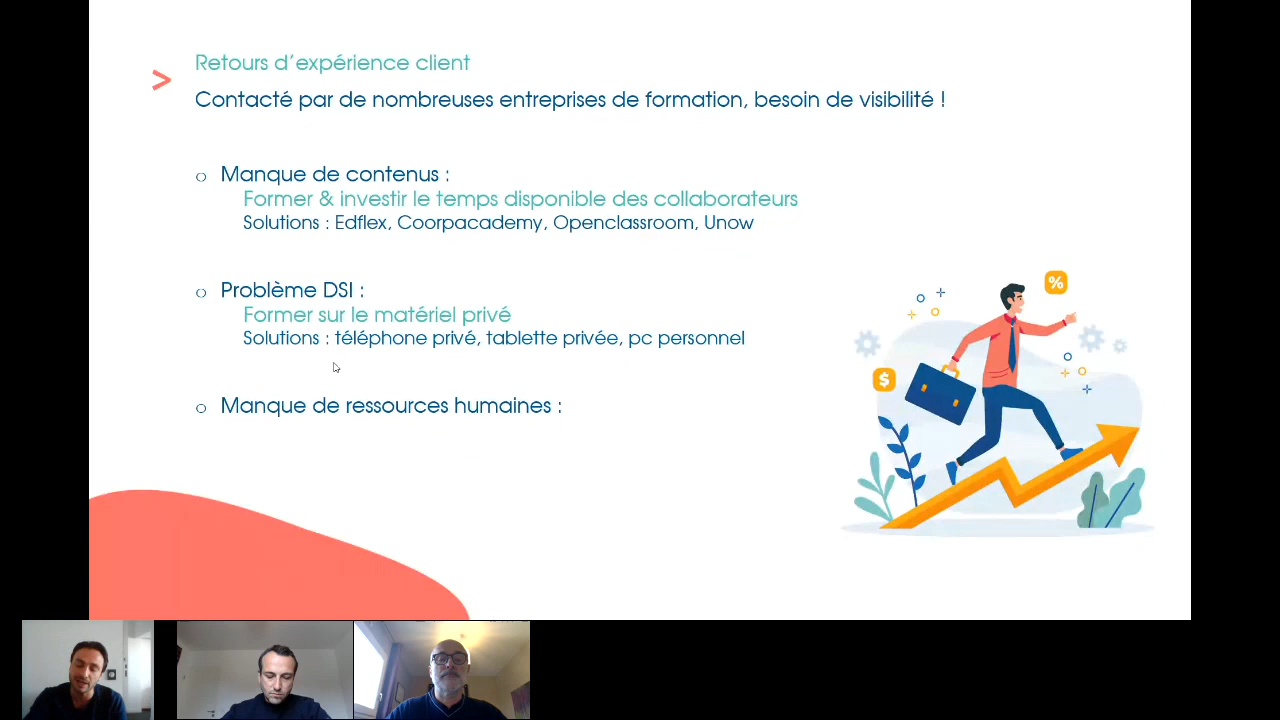 Retours d'expérience client
>
Contacté par de nombreuses entreprises de formation, besoin de visibilité !
o Manque de contenus :
Former & investir le temps disponible des collaborateurs
Solutions : Edflex, Coorpacademy, Openclassroom, Unow
o Problème DSI :
Former sur le matériel privé
Solutions : téléphone privé, tablette privée, pc personnel
o Manque de ressources humaines :
%
$